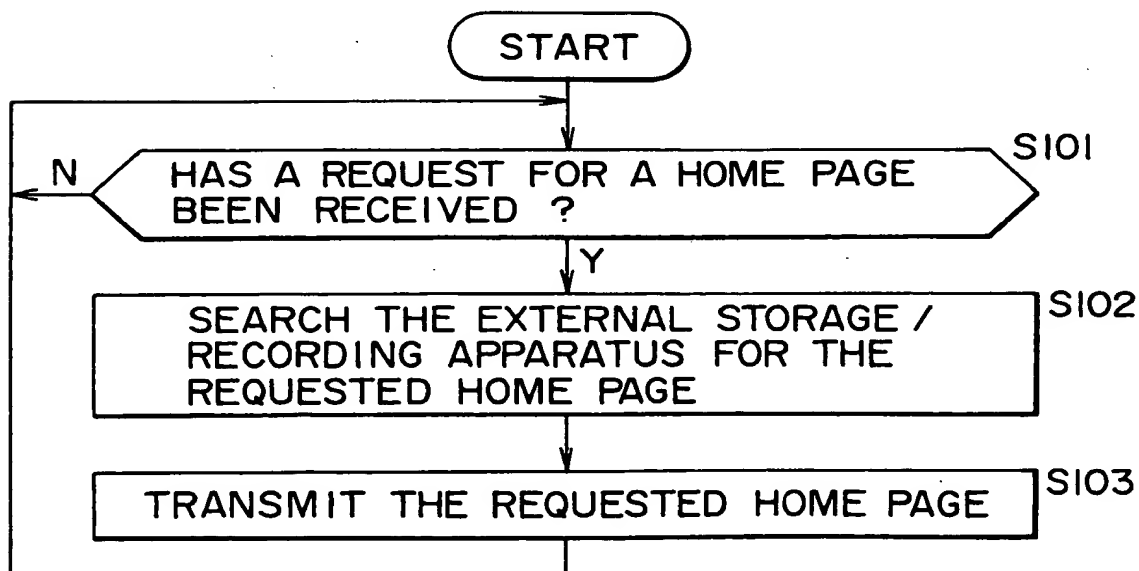 START
S101
N
HAS A REQUEST FOR A HOME PAGE
BEEN RECEIVED ?
Y
S102
SEARCH THE EXTERNAL STORAGE /
RECORDING APPARATUS FOR THE
REQUESTED HOME PAGE
S103
TRANSMIT THE REQUESTED HOME PAGE